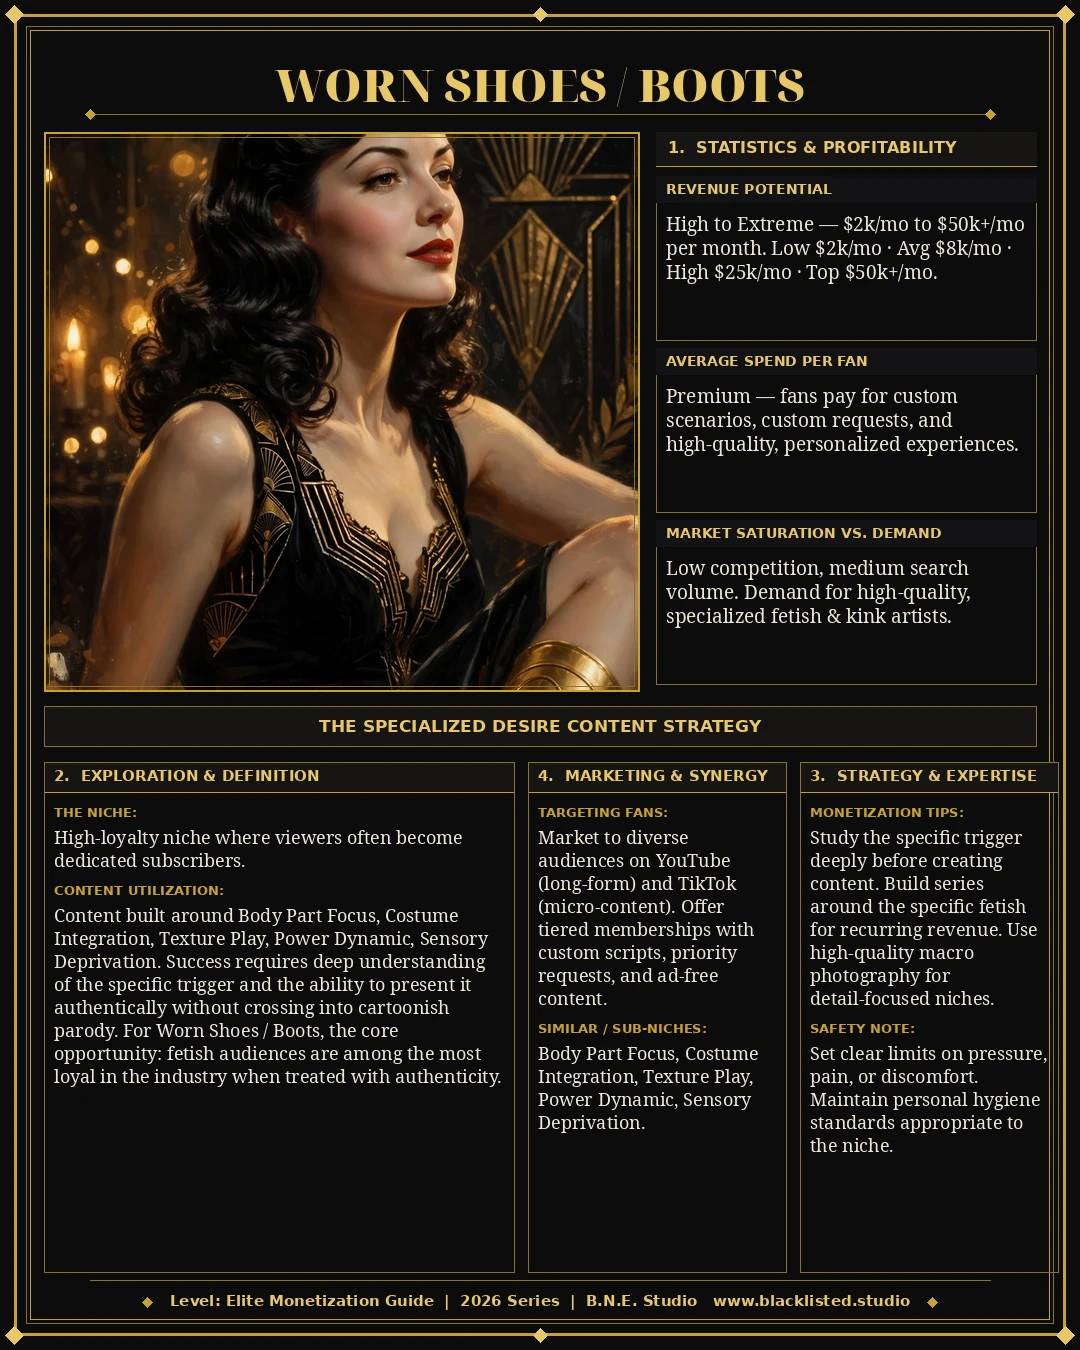 WORN SHOES / BOOTS
1. STATISTICS & PROFITABILITY
REVENUE POTENTIAL
High to Extreme — $2k/mo to $50k+/mo
per month. Low $2k/mo · Avg $8k/mo ·
High $25k/mo · Top $50k+/mo.
AVERAGE SPEND PER FAN
Premium — fans pay for custom
scenarios, custom requests, and
high-quality, personalized experiences.
MARKET SATURATION VS. DEMAND
Low competition, medium search
volume. Demand for high-quality,
specialized fetish & kink artists.
THE SPECIALIZED DESIRE CONTENT STRATEGY
2. EXPLORATION & DEFINITION
THE NICHE:
High-loyalty niche where viewers often become
dedicated subscribers.
CONTENT UTILIZATION:
Content built around Body Part Focus, Costume
Integration, Texture Play, Power Dynamic, Sensory
Deprivation. Success requires deep understanding
of the specific trigger and the ability to present it
authentically without crossing into cartoonish
parody. For Worn Shoes / Boots, the core
opportunity: fetish audiences are among the most
loyal in the industry when treated with authenticity.
4. MARKETING & SYNERGY
TARGETING FANS:
Market to diverse
audiences on YouTube
(long-form) and TikTok
(micro-content). Offer
tiered memberships with
custom scripts, priority
requests, and ad-free
content.
SIMILAR / SUB-NICHES:
Body Part Focus, Costume
Integration, Texture Play,
Power Dynamic, Sensory
Deprivation.
3. STRATEGY & EXPERTISE
MONETIZATION TIPS:
Study the specific trigger
deeply before creating
content. Build series
around the specific fetish
for recurring revenue. Use
high-quality macro
photography for
detail-focused niches.
SAFETY NOTE:
Set clear limits on pressure,
pain, or discomfort.
Maintain personal hygiene
standards appropriate to
the niche.
Level: Elite Monetization Guide | 2026 Series | B.N.E. Studio www.blacklisted.studio